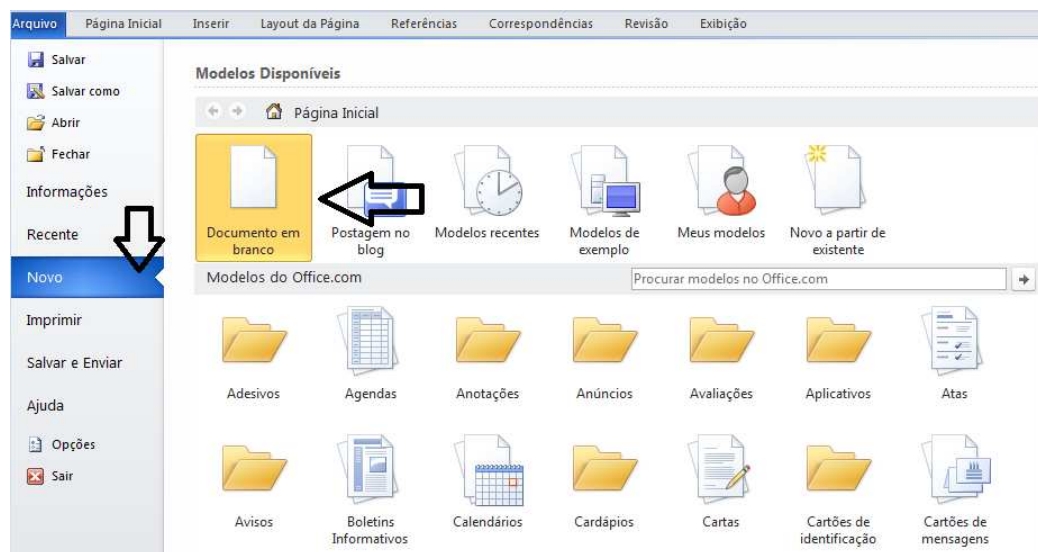 Arquivo Página Inicial Inserir Layout da Página Referências Correspondências Revisão Exibição
Salvar
Salvar como
Abrir
Fechar
Informações
Recente
Novo
Imprimir
Salvar e Enviar
Ajuda
Opções
Sair
Modelos Disponíveis
Página Inicial
Documento em
branco
Postagem no
blog
Modelos recentes
Modelos de
exemplo
Meus modelos
Novo a partir de
existente
Modelos do Office.com
Procurar modelos no Office.com
Adesivos
Agendas
Anotações
Anúncios
Avaliações
Aplicativos
Atas
Avisos
Boletins
Informativos
Calendários
Cardápios
Cartas
Cartões de
identificação
Cartões de
mensagens